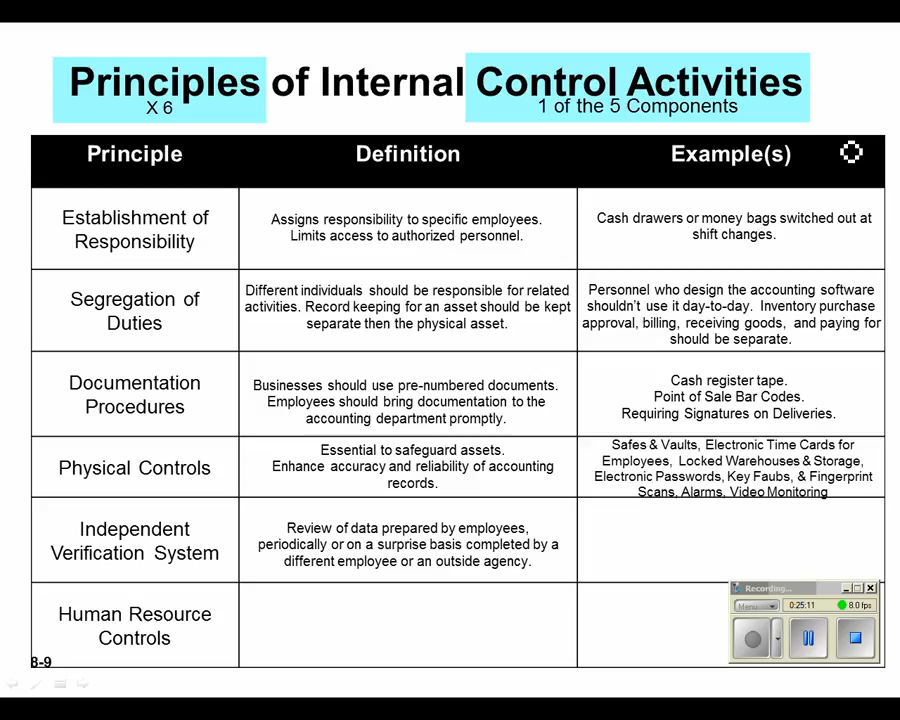 Principles of Internal Control Activities
X 6
1 of the 5 Components
Principle
Definition
Example(s)
Establishment of
Responsibility
Assigns responsibility to specific employees.
Limits access to authorized personnel.
Cash drawers or money bags switched out at
shift changes.
Segregation of
Duties
Different individuals should be responsible for related
activities. Record keeping for an asset should be kept
separate then the physical asset.
Personnel who design the accounting software
shouldn't use it day-to-day. Inventory purchase
approval, billing, receiving goods, and paying for
should be separate.
Documentation
Procedures
Businesses should use pre-numbered documents.
Employees should bring documentation to the
accounting department promptly.
Cash register tape.
Point of Sale Bar Codes.
Requiring Signatures on Deliveries.
Physical Controls
Essential to safeguard assets.
Enhance accuracy and reliability of accounting
records.
Safes & Vaults, Electronic Time Cards for
Employees, Locked Warehouses & Storage,
Electronic Passwords, Key Faubs, & Fingerprint
Scans, Alarms, Video Monitoring
Independent
Verification System
Review of data prepared by employees,
periodically or on a surprise basis completed by a
different employee or an outside agency.
Human Resource
Controls
Recording...
Menu
0:25:11
8.0 fps
8-9